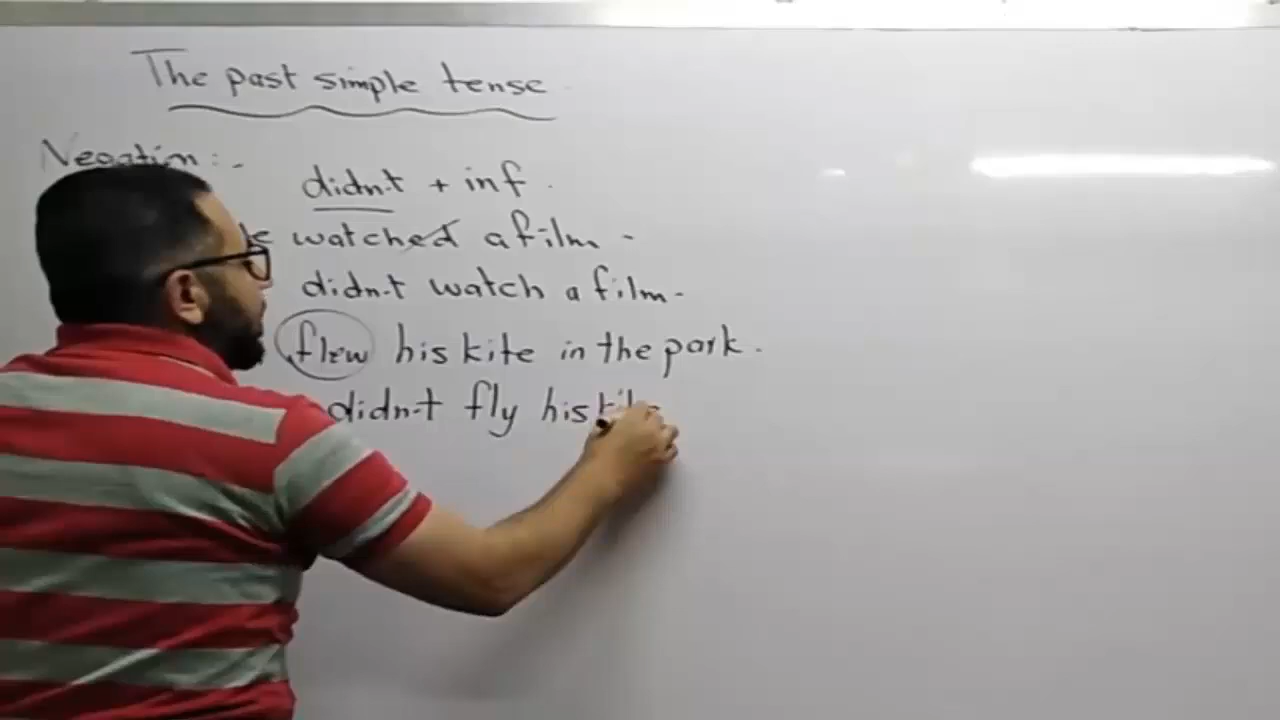 The past simple tense
Negation:-
didn't + inf.
watched a film -
didn't watch a film -
flew his kite in the park.
didn't fly his